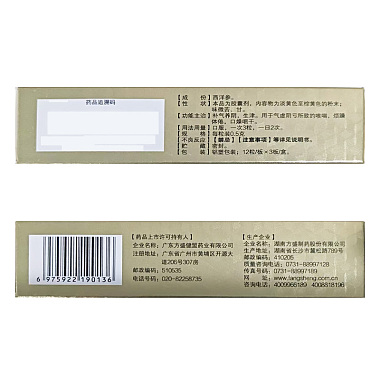 药品追溯码
【成　　份】西洋参。
【性　　状】本品为胶囊剂，内容物为淡黄色至棕黄色的粉末；
味微苦、甘。
【功能主治】补气养阴，生津。用于气虚阴亏所致的咳喘，烦躁
体倦，口燥咽干。
【用法用量】口服，一次3粒，一日2次。
【规　　格】每粒装0.5克
【不良反应】【禁忌】【注意事项】等详见说明书。
【贮　　藏】密封。
【包　　装】铝塑包装：12粒/板×3板/盒。
6 975922 190136
【药品上市许可持有人】
企业名称：广东方盛健盟药业有限公司
注册地址：广东省广州市黄埔区开源大
道206号307房
邮政编码：510535
电话号码：020-82258735
【生产企业】
企业名称：湖南方盛制药股份有限公司
生产地址：湖南省长沙市麓松路789号
邮政编码：410205
质量咨询电话：0731-88997128
传真号码：0731-88997189
网址：www.langsheng.com.cn
咨询电话：4009966189 4008818196